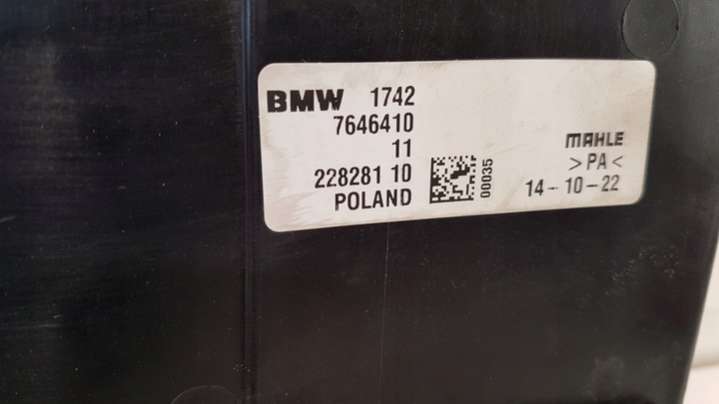 BMW 1742
7646410
11
228281 10
POLAND
00035
MAHLE
>PA<
14-10-22